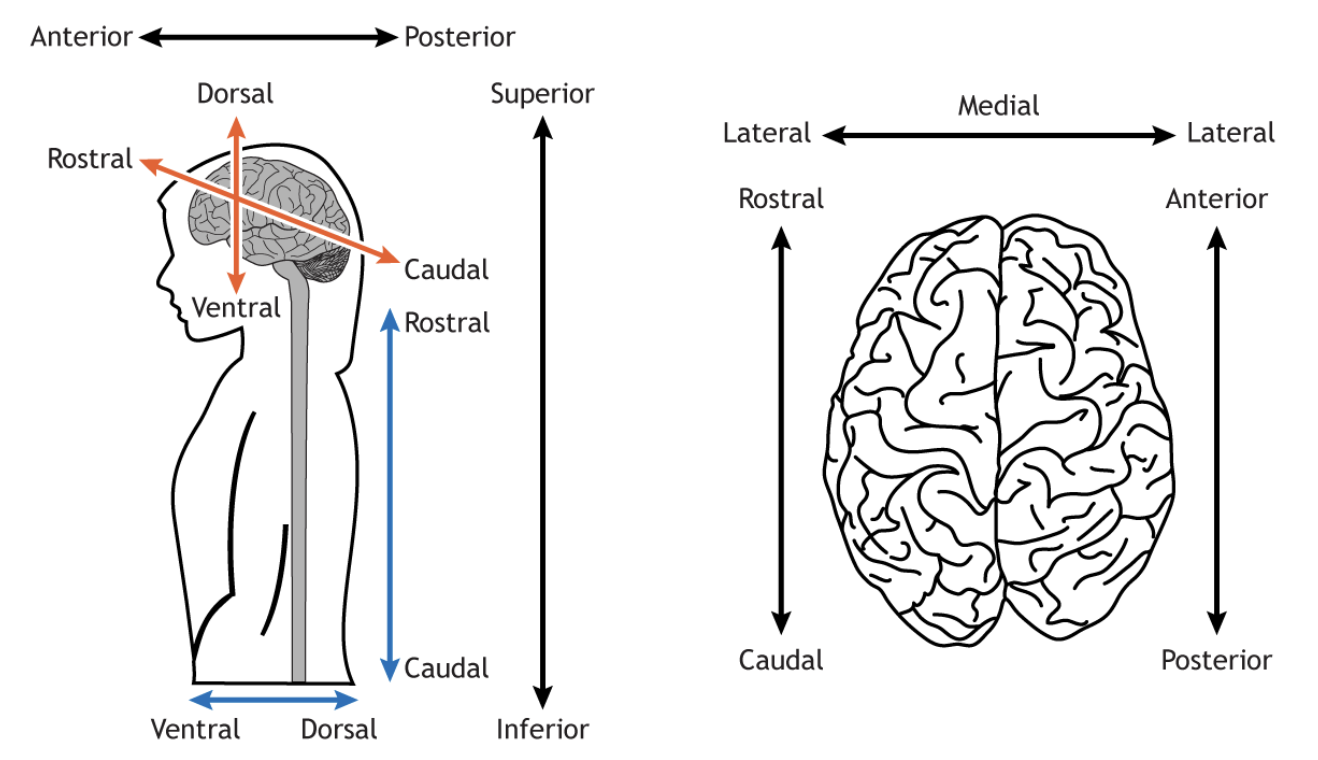 Anterior
Posterior
Dorsal
Superior
Rostral
Caudal
Ventral
Rostral
Caudal
Ventral
Dorsal
Inferior
Medial
Lateral
Lateral
Rostral
Anterior
Caudal
Posterior